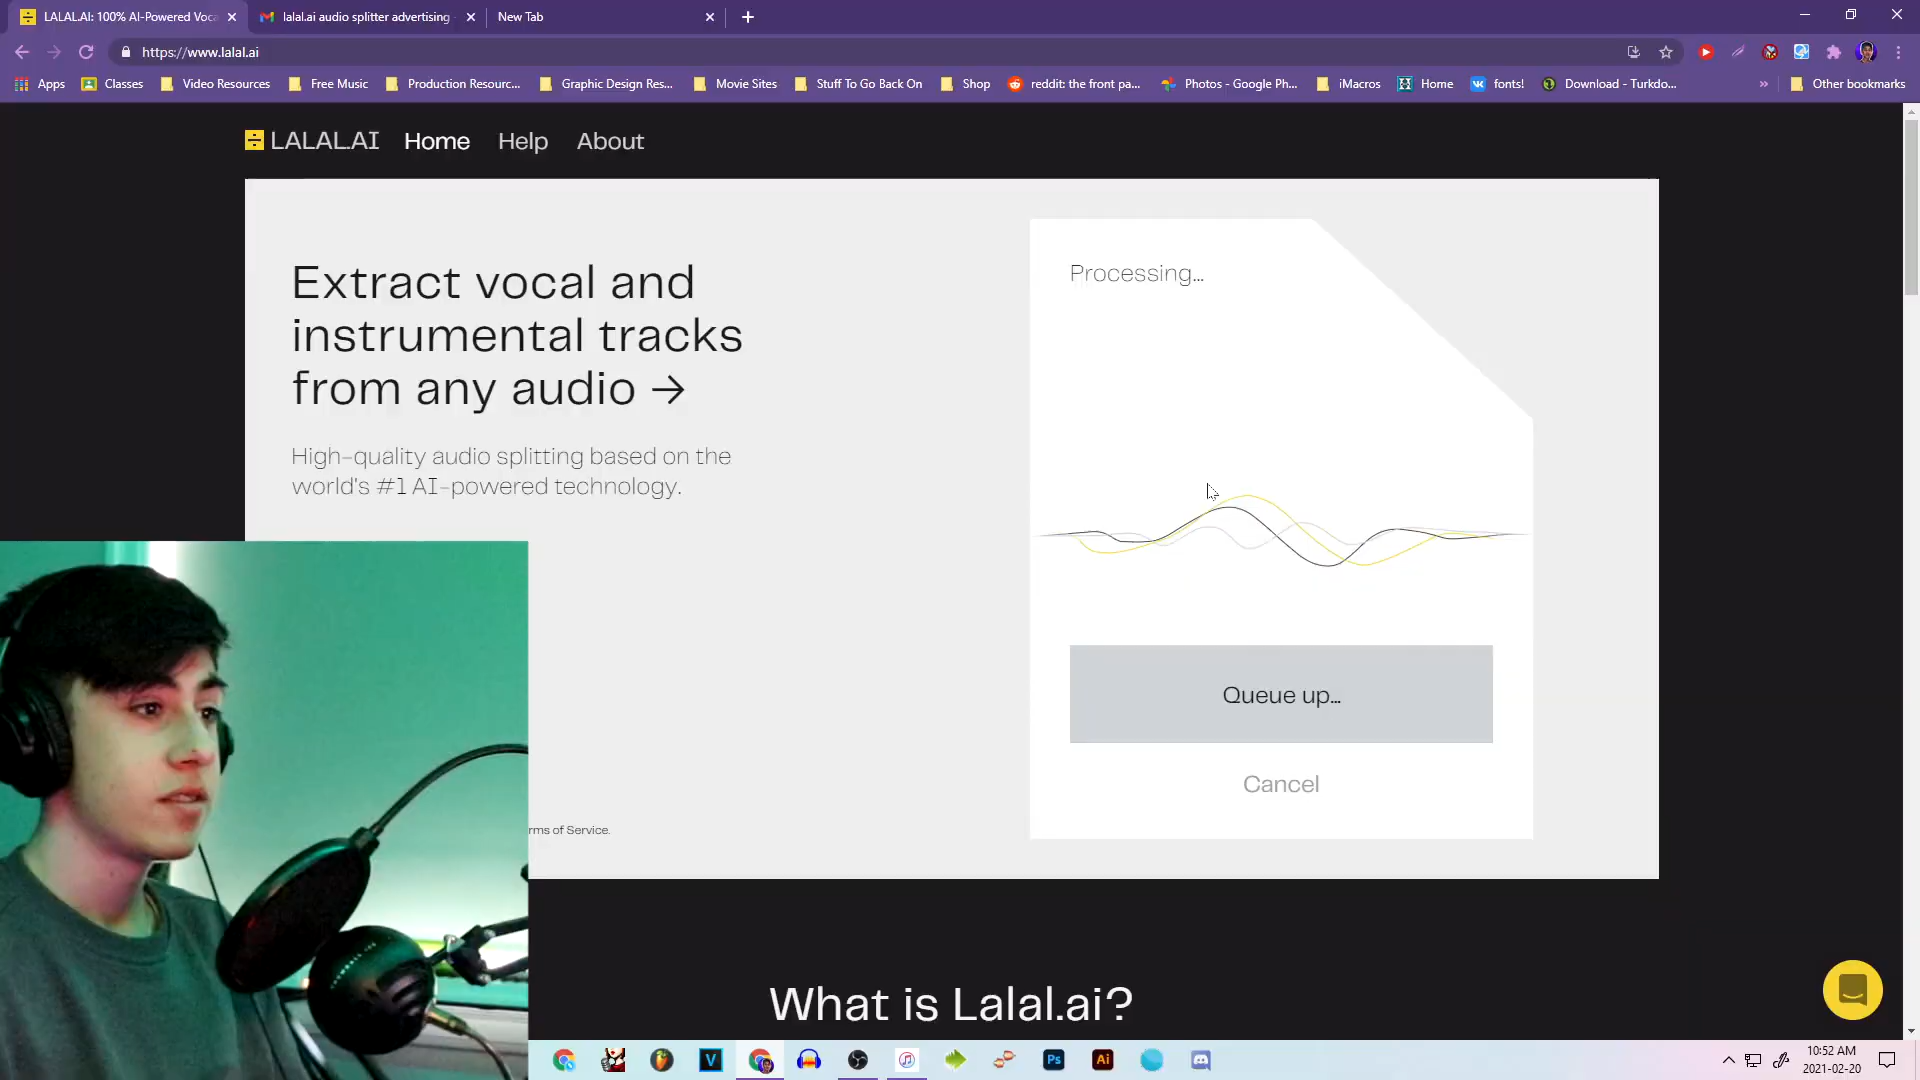 LALAL.AI: 100% AI-Powered Voca
lalal.ai audio splitter advertising
New Tab
https://www.lalal.ai
Apps
Classes
Video Resources
Free Music
Production Resourc...
Graphic Design Res...
Movie Sites
Stuff To Go Back On
Shop
reddit: the front pa...
Photos - Google Ph...
iMacros
Home
fonts!
Download - Turkdo...
»
Other bookmarks
LALAL.AI
Home
Help
About
Extract vocal and
instrumental tracks
from any audio →
High-quality audio splitting based on the
world's #1 AI-powered technology.
Processing...
Queue up...
Cancel
rms of Service.
What is Lalal.ai?
V
Ps
Ai
10:52 AM
2021-02-20